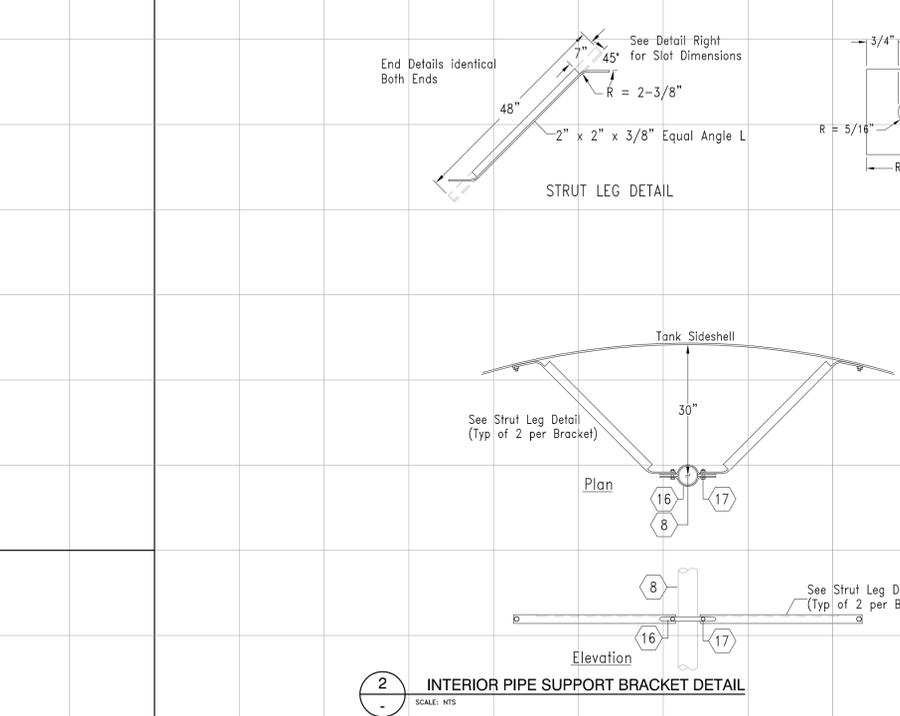 See Detail Right
for Slot Dimensions
End Details identical
Both Ends
7"
45°
R = 2-3/8"
48"
2" x 2" x 3/8" Equal Angle L
STRUT LEG DETAIL
3/4"
R = 5/16"
R
Tank Sideshell
30"
See Strut Leg Detail
(Typ of 2 per Bracket)
Plan
16
17
8
8
See Strut Leg D
(Typ of 2 per B
16
17
Elevation
2
-
INTERIOR PIPE SUPPORT BRACKET DETAIL
SCALE: NTS